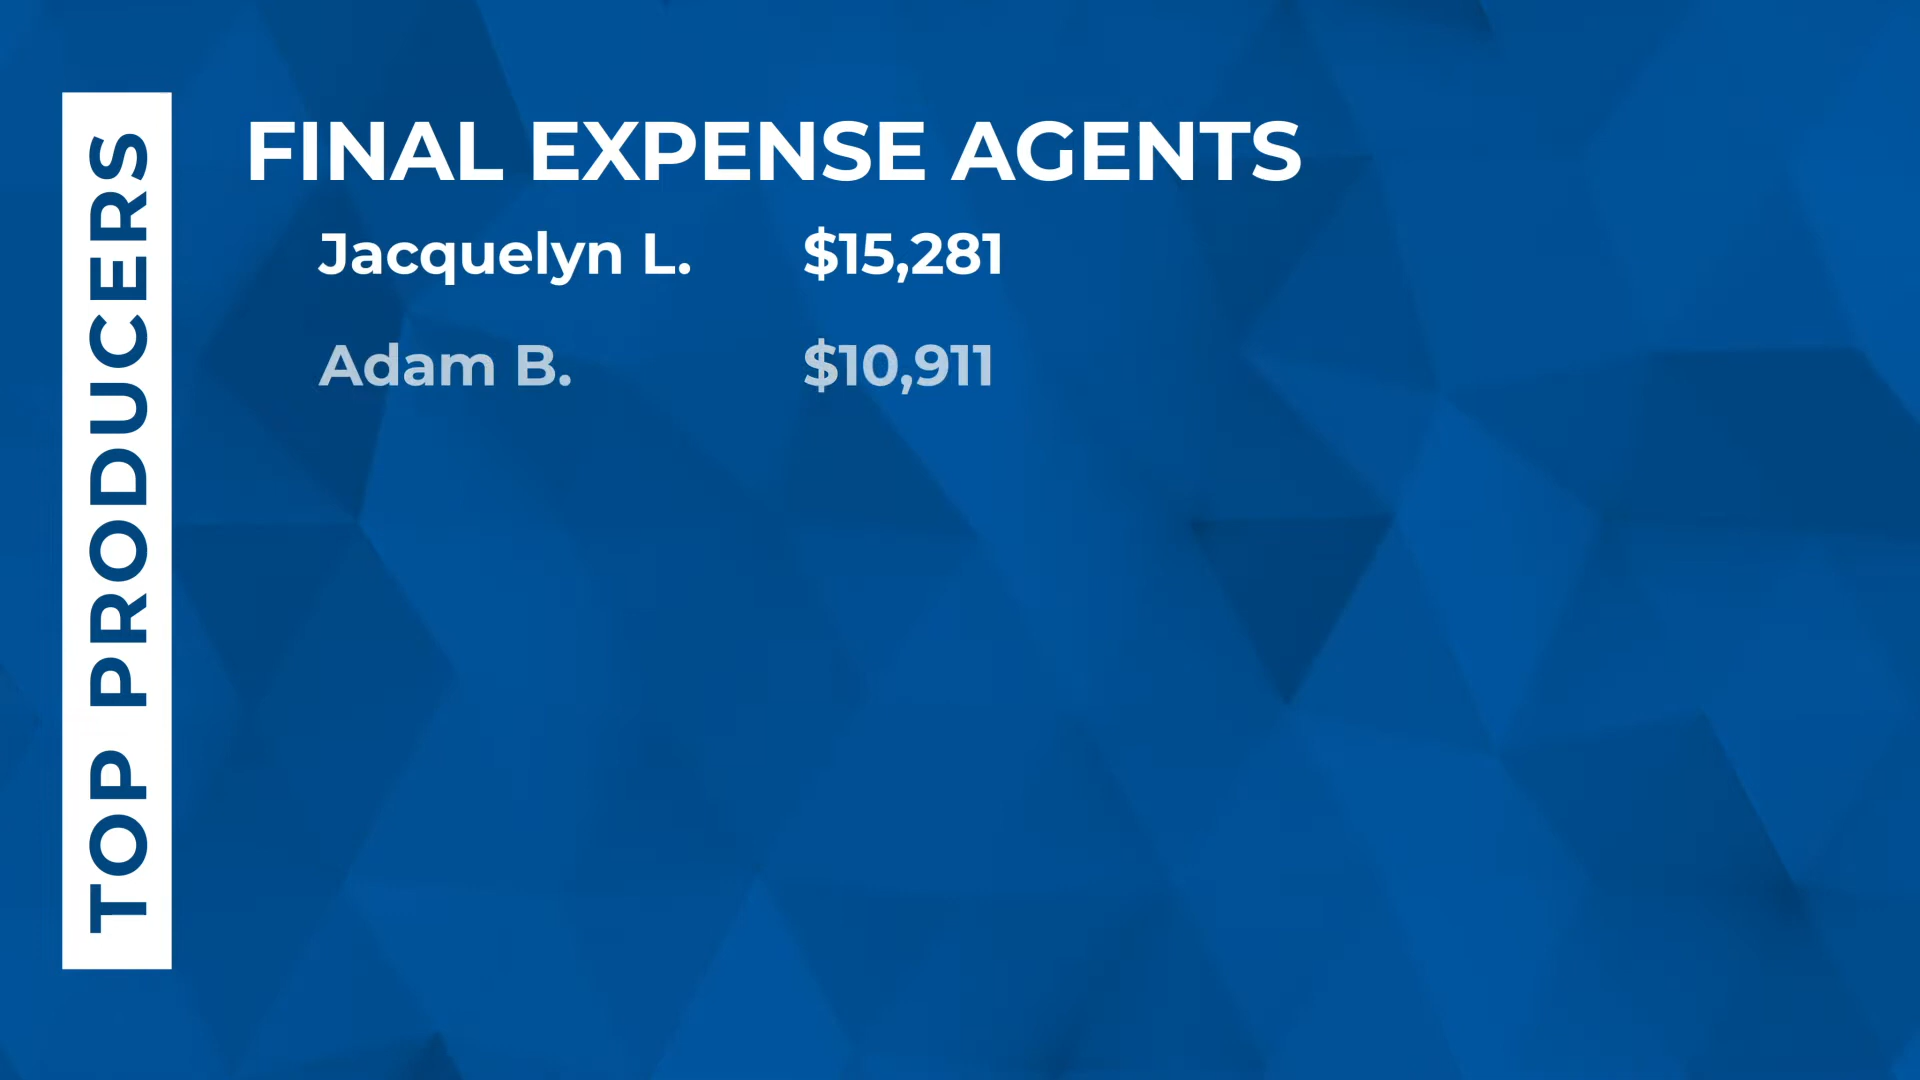 TOP PRODUCERS
FINAL EXPENSE AGENTS
Jacquelyn L. $15,281
Adam B. $10,911